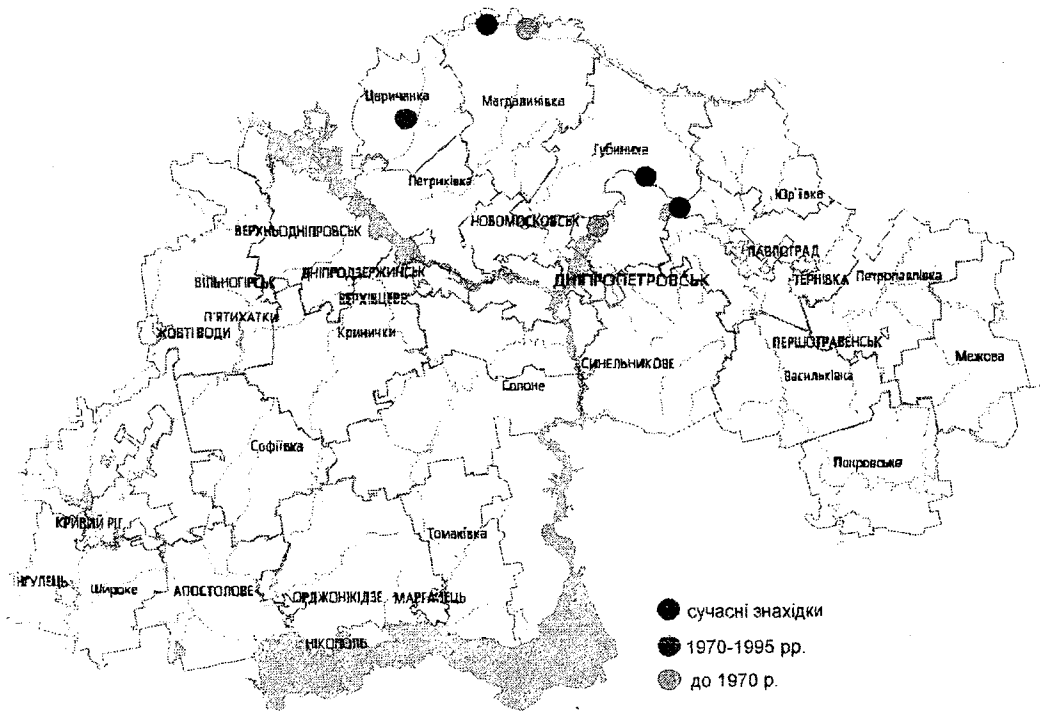 Царичанка
Магдалинівка
Губиниха
Петриківка
Юр'ївка
НОВОМОСКОВСЬК
ВЕРХНЬОДНІПРОВСЬК
ПАВЛОГРАД
ДНІПРОДЗЕРЖИНСЬК
ДНІПРОПЕТРОВСЬК
ТЕРНІВКА
Петропавлівка
ВІЛЬНОГІРСЬК
ВЕРХІВЦЕВЕ
П'ЯТИХАТКИ
ЖОВТІ ВОДИ
Кринички
ПЕРШОТРАВЕНСЬК
Межова
СИНЕЛЬНИКОВЕ
Васильківка
Солоне
Софіївка
Покровське
КРИВИЙ РІГ
Томаківка
ІНГУЛЕЦЬ
Широке
АПОСТОЛОВЕ
ОРДЖОНІКІДЗЕ
МАРГАНЕЦЬ
НІКОПОЛЬ
сучасні знахідки
1970-1995 рр.
до 1970 р.